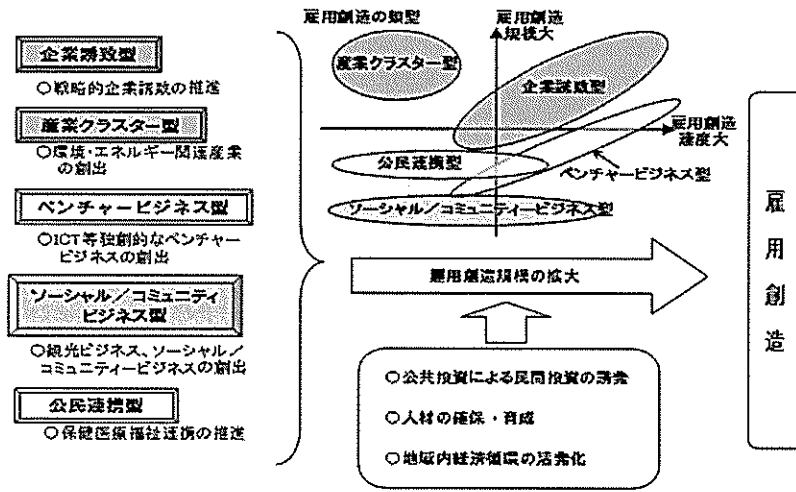 企業誘致型
○戦略的企業誘致の推進
産業クラスター型
○環境・エネルギー関連産業
の創出
ベンチャービジネス型
○ICT等独創的なベンチャー
ビジネスの創出
ソーシャル／コミュニティ
ビジネス型
○観光ビジネス、ソーシャル／
コミュニティービジネスの創出
公民連携型
○保健医療福祉連携の推進
雇用創造の類型
雇用創造
規模大
産業クラスター型
企業誘致型
雇用創造
速度大
公民連携型
ベンチャービジネス型
ソーシャル／コミュニティービジネス型
雇用創造規模の拡大
○公共投資による民間投資の誘発
○人材の確保・育成
○地域内経済循環の活発化
雇用創造